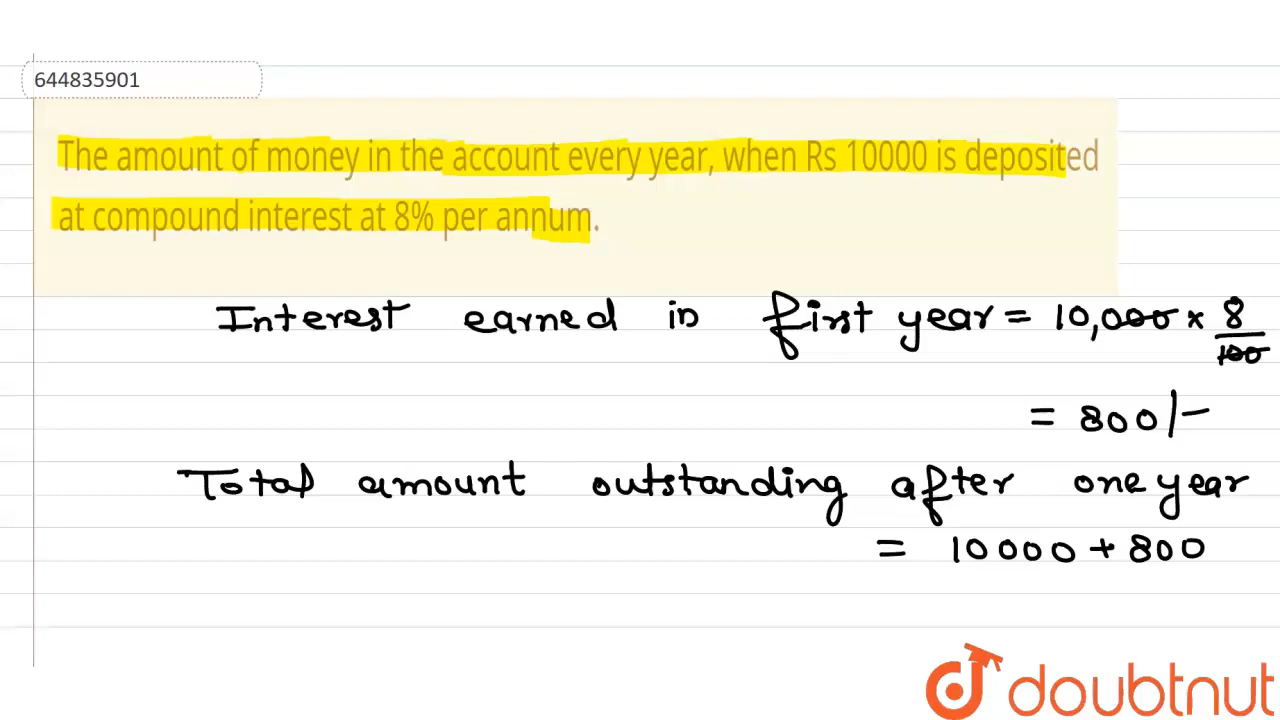 644835901
The amount of money in the account every year, when Rs 10000 is deposited
at compound interest at 8% per annum.
Interest earned in first year = 10,000 × 8/100
= 800/-
Total amount outstanding after one year
= 10000 + 800
doubtnut